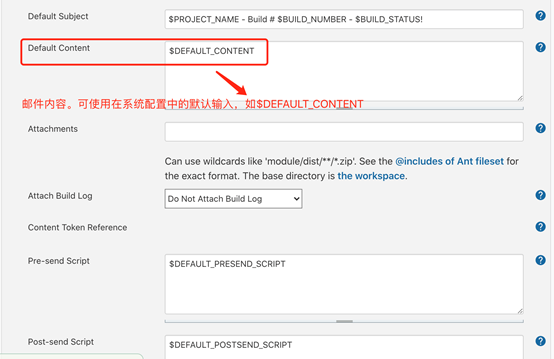 Default Subject
$PROJECT_NAME - Build # $BUILD_NUMBER - $BUILD_STATUS!
Default Content
$DEFAULT_CONTENT
邮件内容。可使用在系统配置中的默认输入，如$DEFAULT_CONTENT
Attachments
Can use wildcards like 'module/dist/**/*.zip'. See the @includes of Ant fileset for
the exact format. The base directory is the workspace.
Attach Build Log
Do Not Attach Build Log
Content Token Reference
Pre-send Script
$DEFAULT_PRESEND_SCRIPT
Post-send Script
$DEFAULT_POSTSEND_SCRIPT